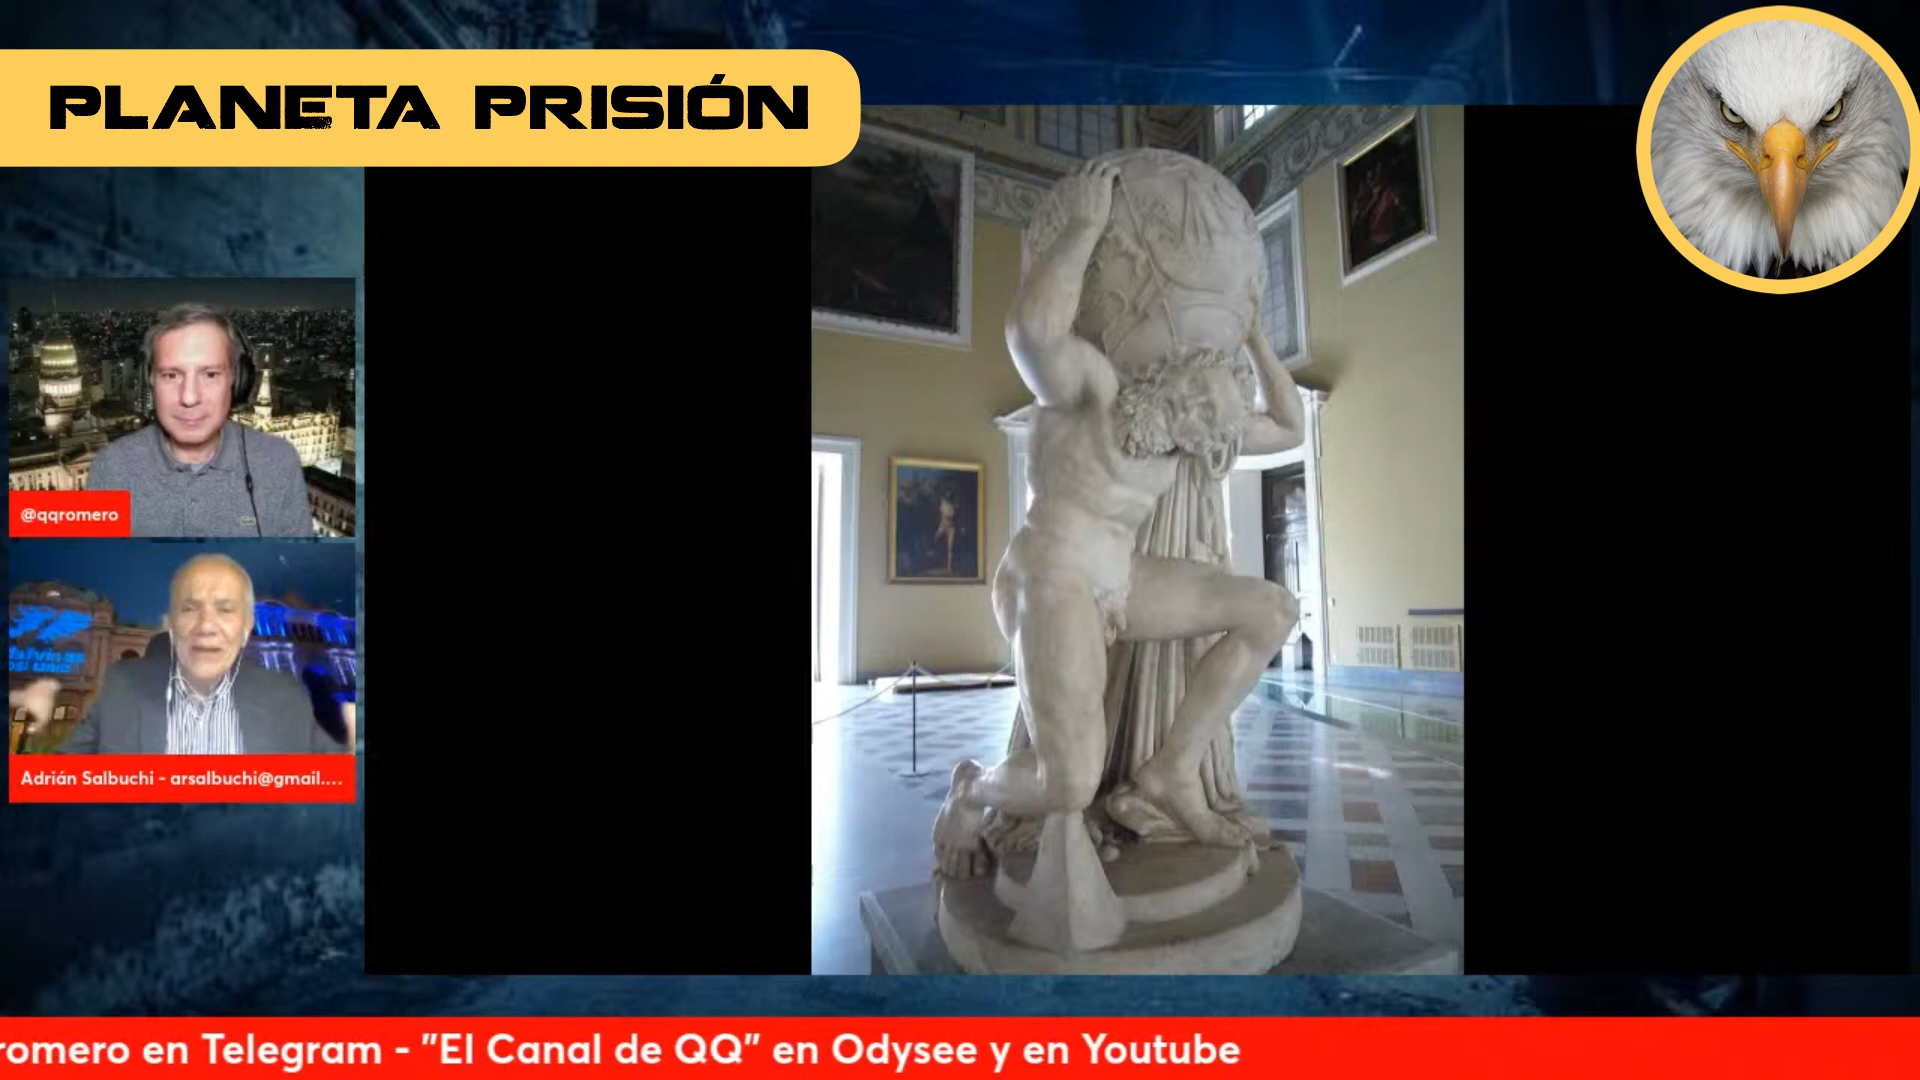 PLANETA PRISIÓN
@qqromero
Adrián Salbuchi - arsalbuchi@gmail....
romero en Telegram - "El Canal de QQ" en Odysee y en Youtube